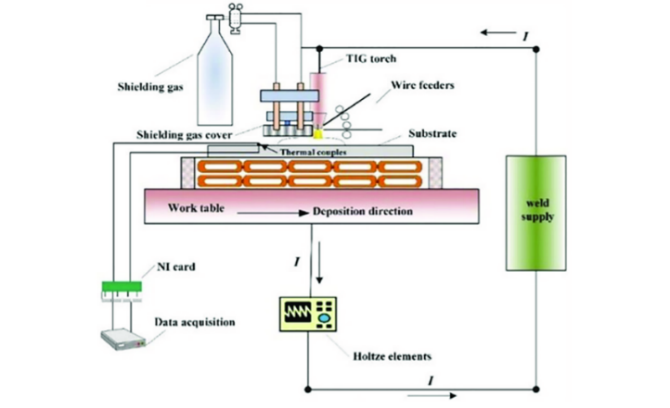 I
TIG torch
Shielding gas
Wire feeders
Shielding gas cover
Substrate
Thermal couples
weld
supply
Work table
Deposition direction
I
NI card
Data acquisition
Holtze elements
I